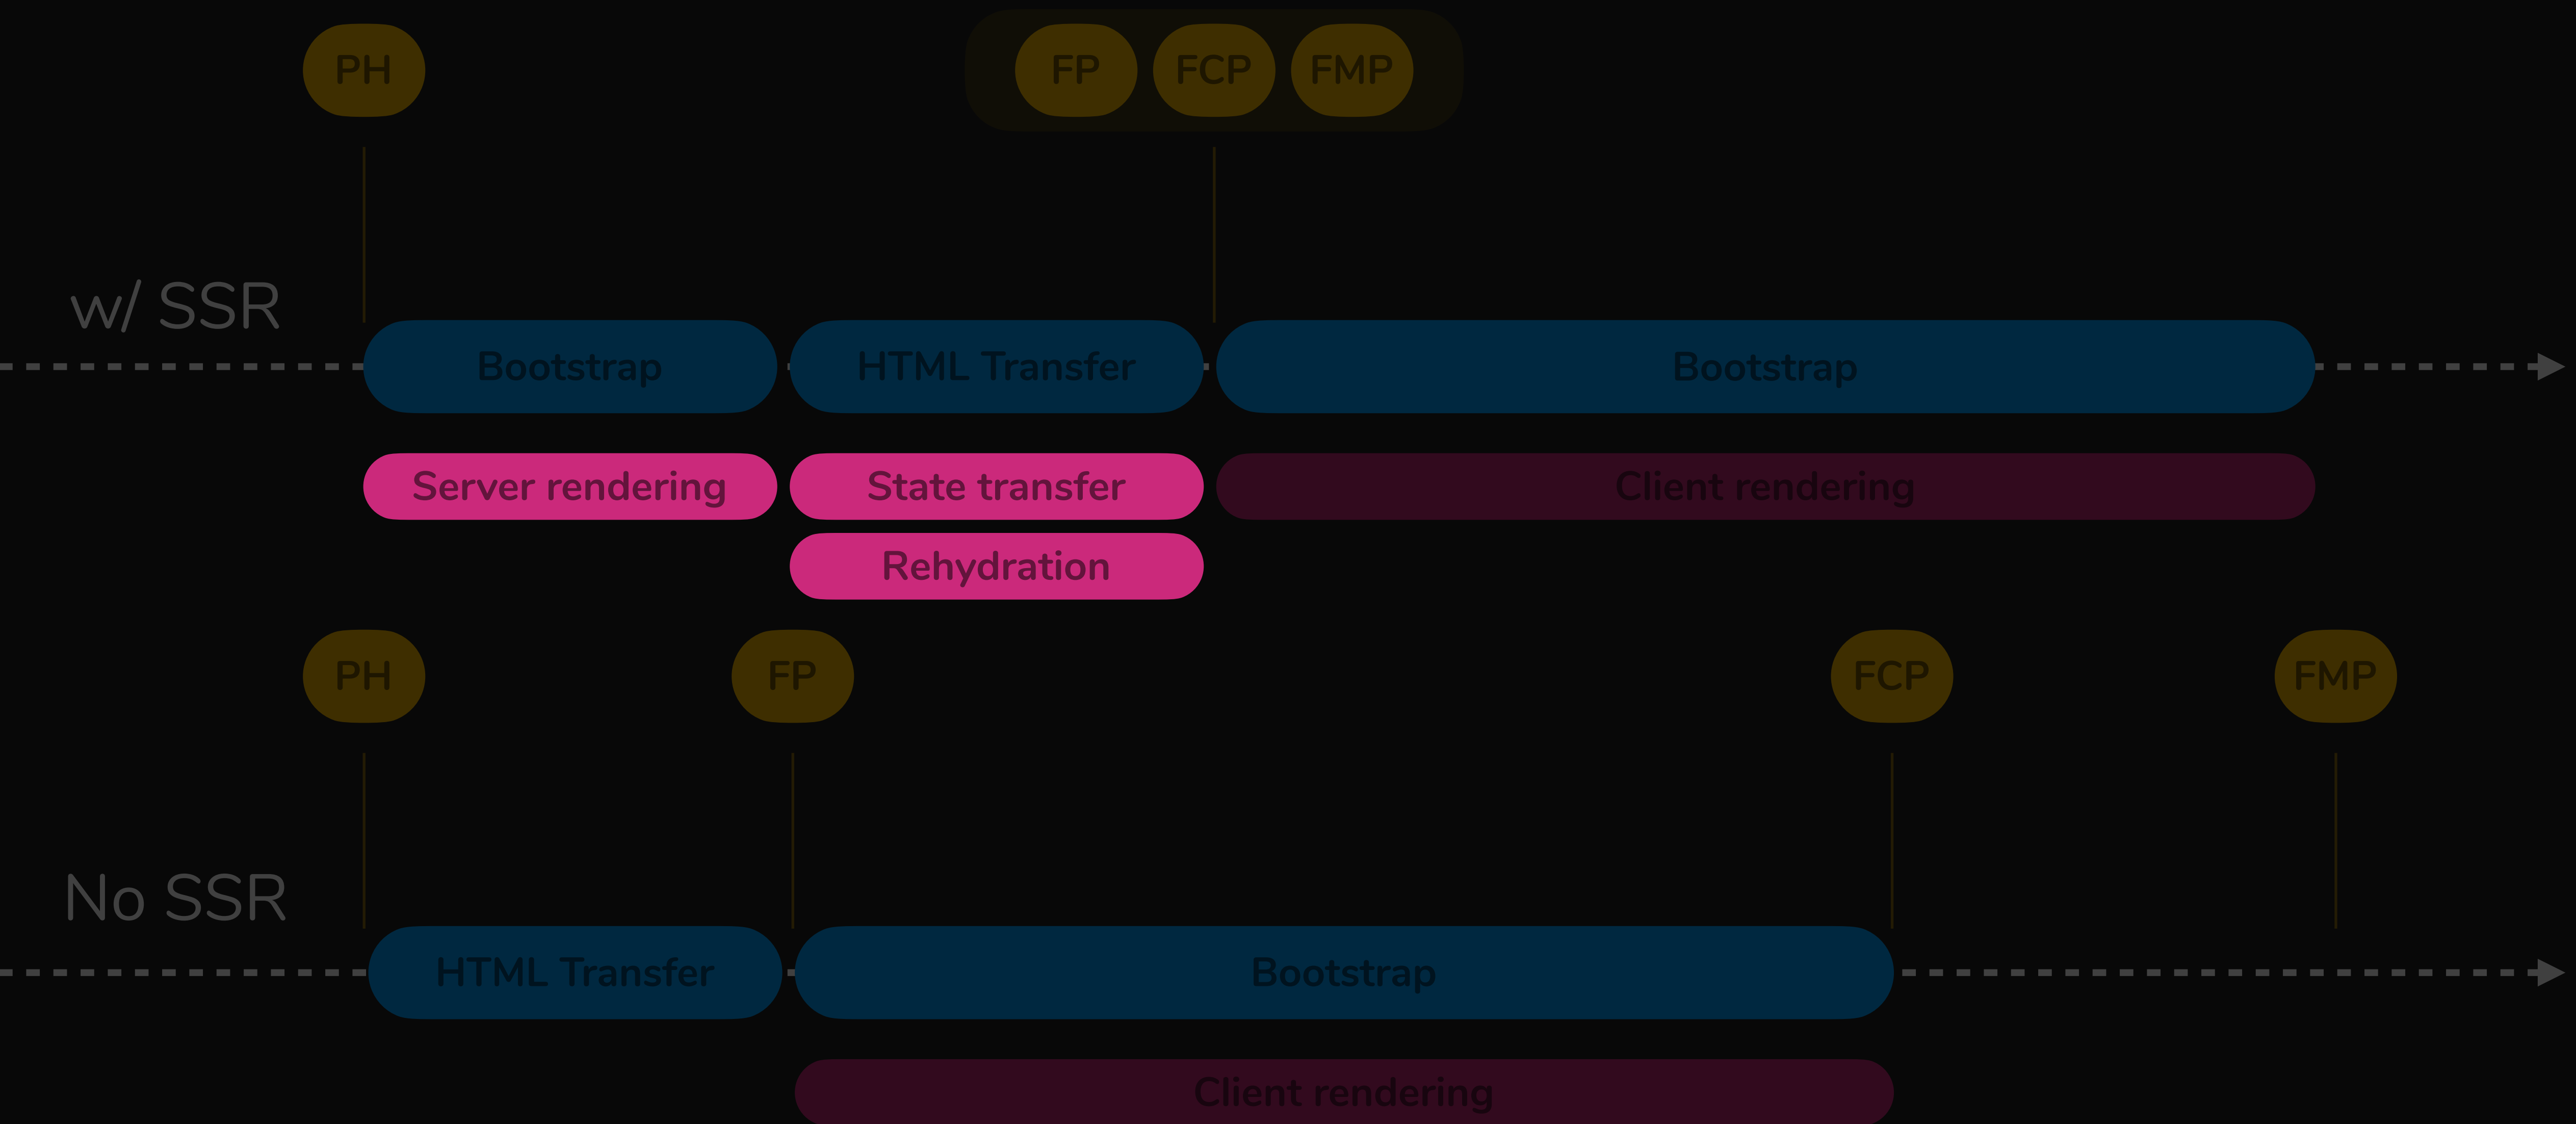 PH
FP FCP FMP
w/ SSR
Bootstrap HTML Transfer Bootstrap
Server rendering State transfer Client rendering
Rehydration
PH FP FCP FMP
No SSR
HTML Transfer Bootstrap
Client rendering